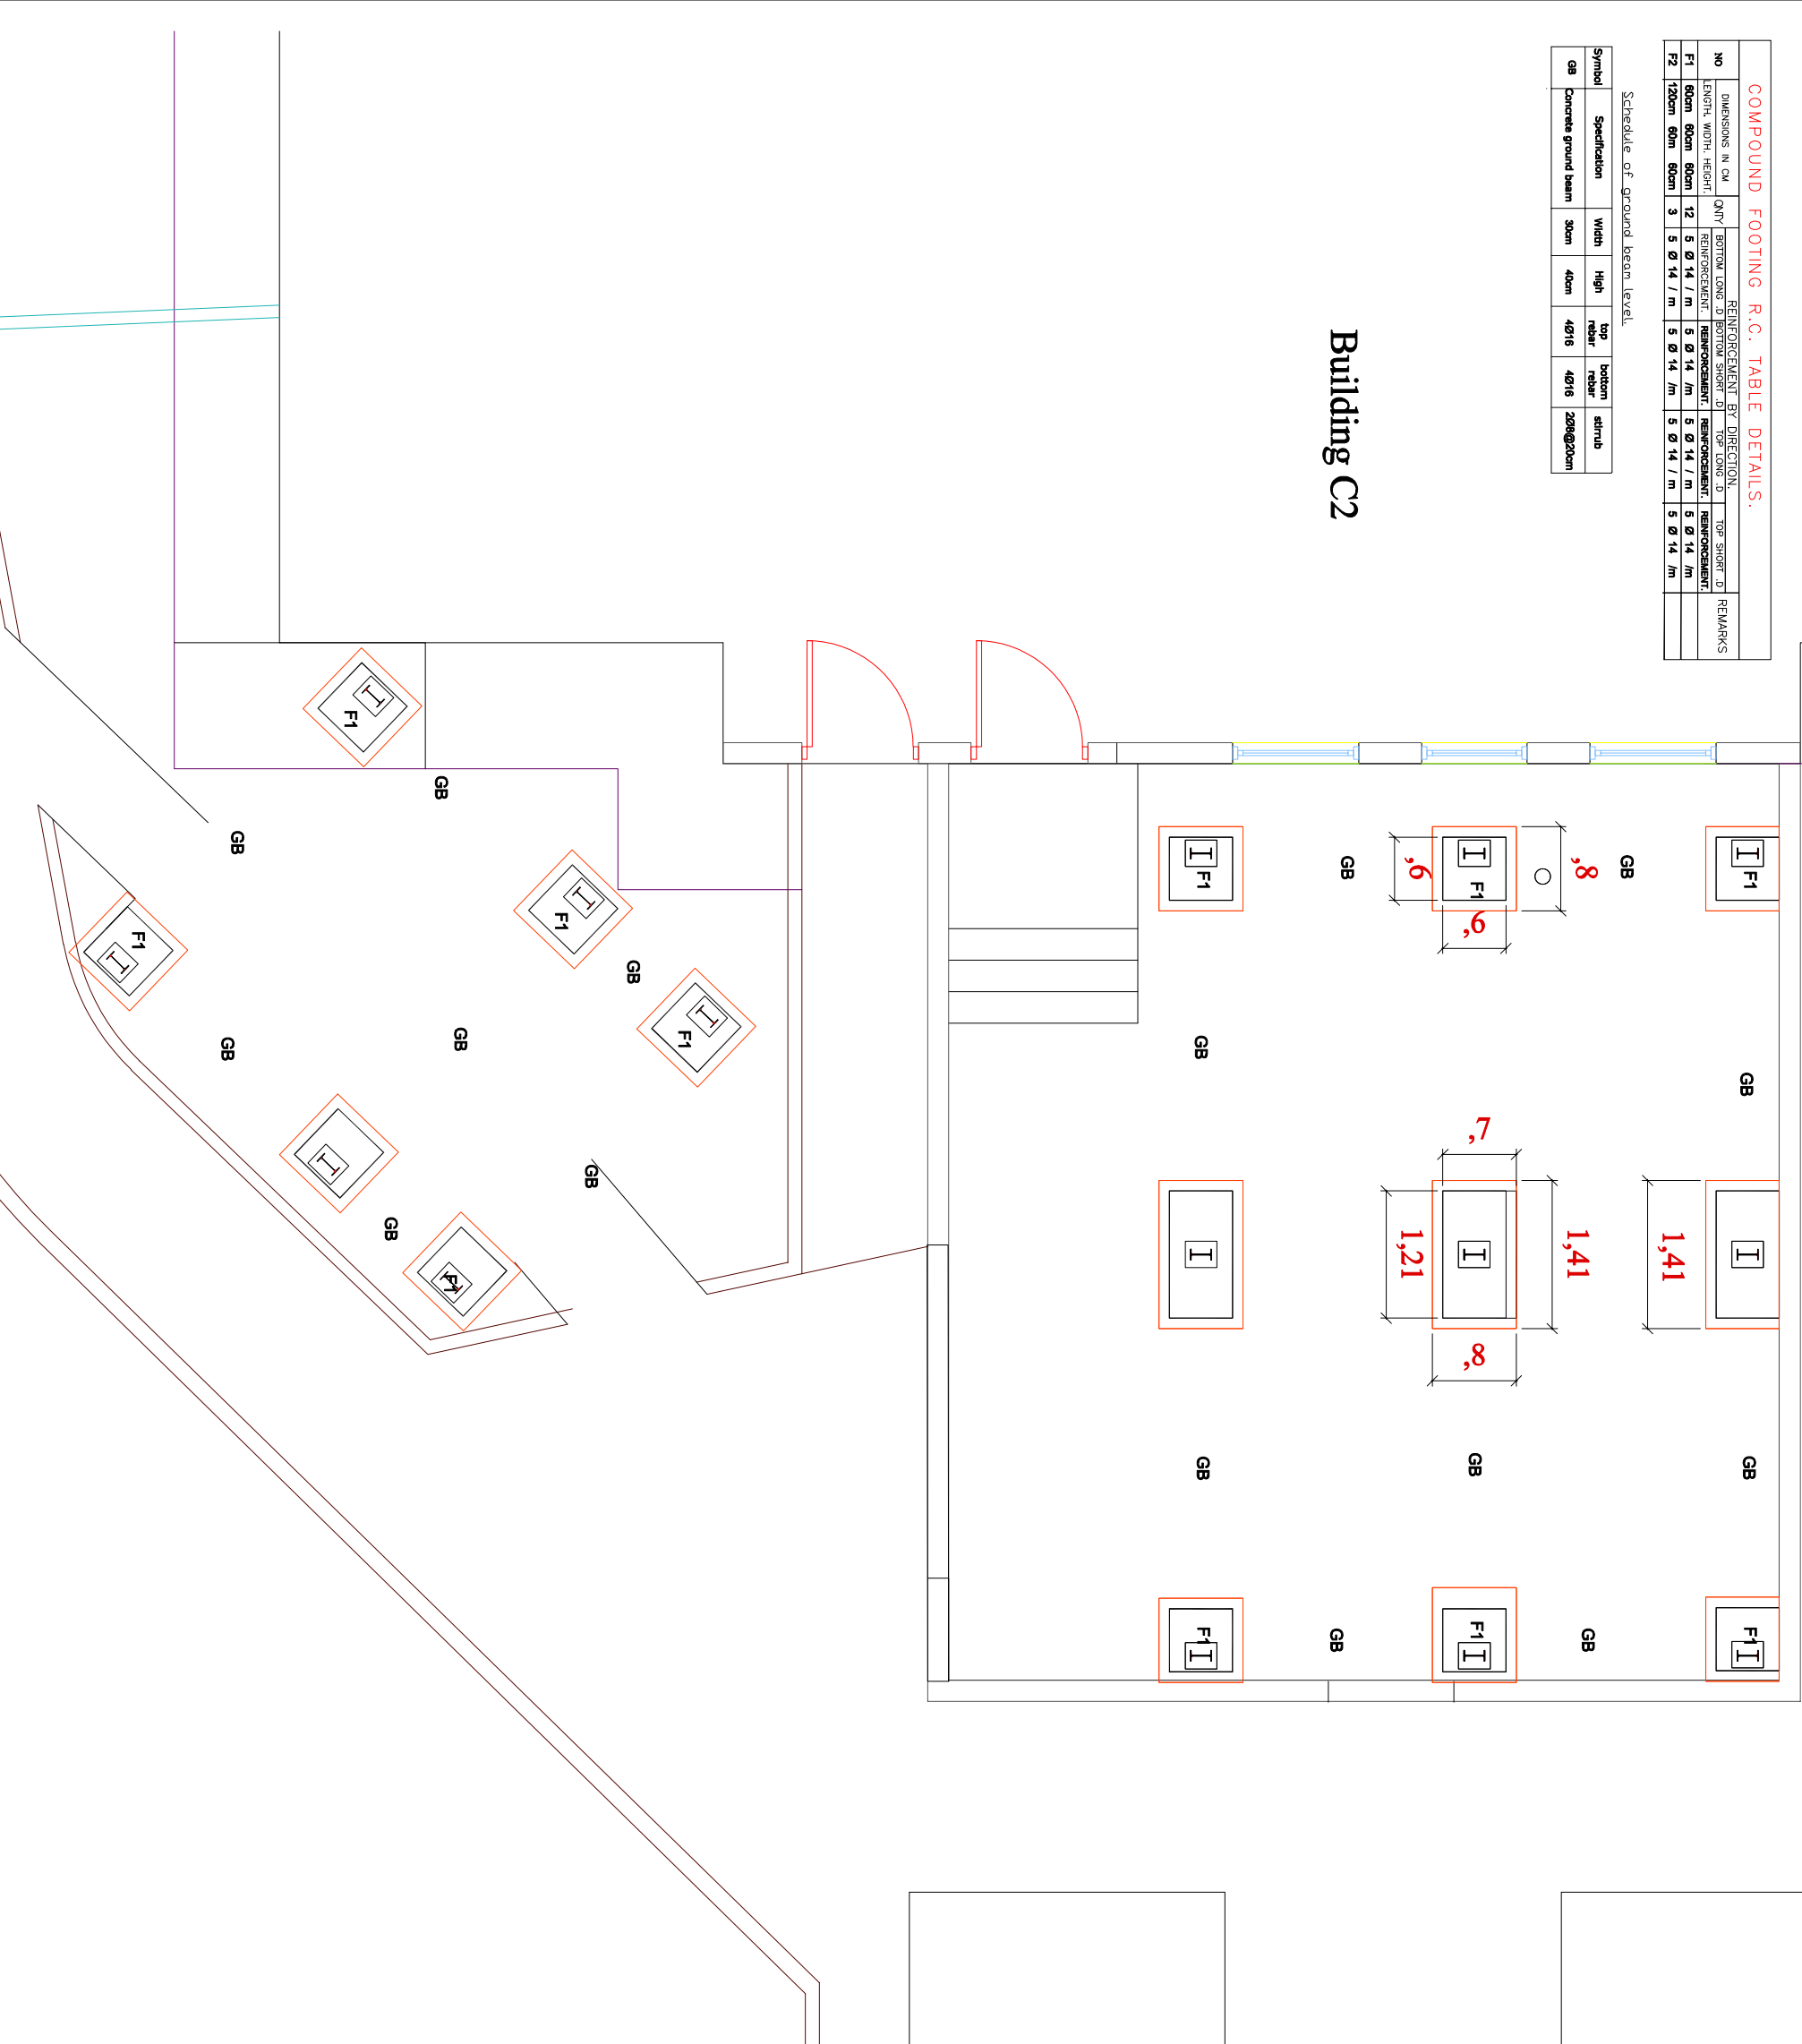 COMPOUND FOOTING R.C. TABLE DETAILS.
NO
DIMENSIONS IN CM
LENGTH. WIDTH. HEIGHT.
QNTY
REINFORCEMENT BY DIRECTION.
BOTTOM LONG .D
REINFORCEMENT.
BOTTOM SHORT .D
REINFORCEMENT.
TOP LONG .D
REINFORCEMENT.
TOP SHORT .D
REINFORCEMENT.
REMARKS
F1 60cm 60cm 60cm 12 5 Ø 14 / m 5 Ø 14 /m 5 Ø 14 / m 5 Ø 14 /m
F2 120cm 60m 60cm 3 5 Ø 14 / m 5 Ø 14 /m 5 Ø 14 / m 5 Ø 14 /m
Schedule of ground beam level.
Symbol Specification Width High top rebar bottom rebar stirrub
GB Concrete ground beam 30cm 40cm 4Ø16 4Ø16 2Ø8@20cm
Building C2
F1
GB
,8
F1
,6
,6
GB
F1
GB
GB
1,41
1,41
,7
1,21
,8
GB
GB
GB
F1
GB
F1
GB
F1
F1
GB
GB
F1
GB
F1
F1
GB
GB
GB
GB
F1